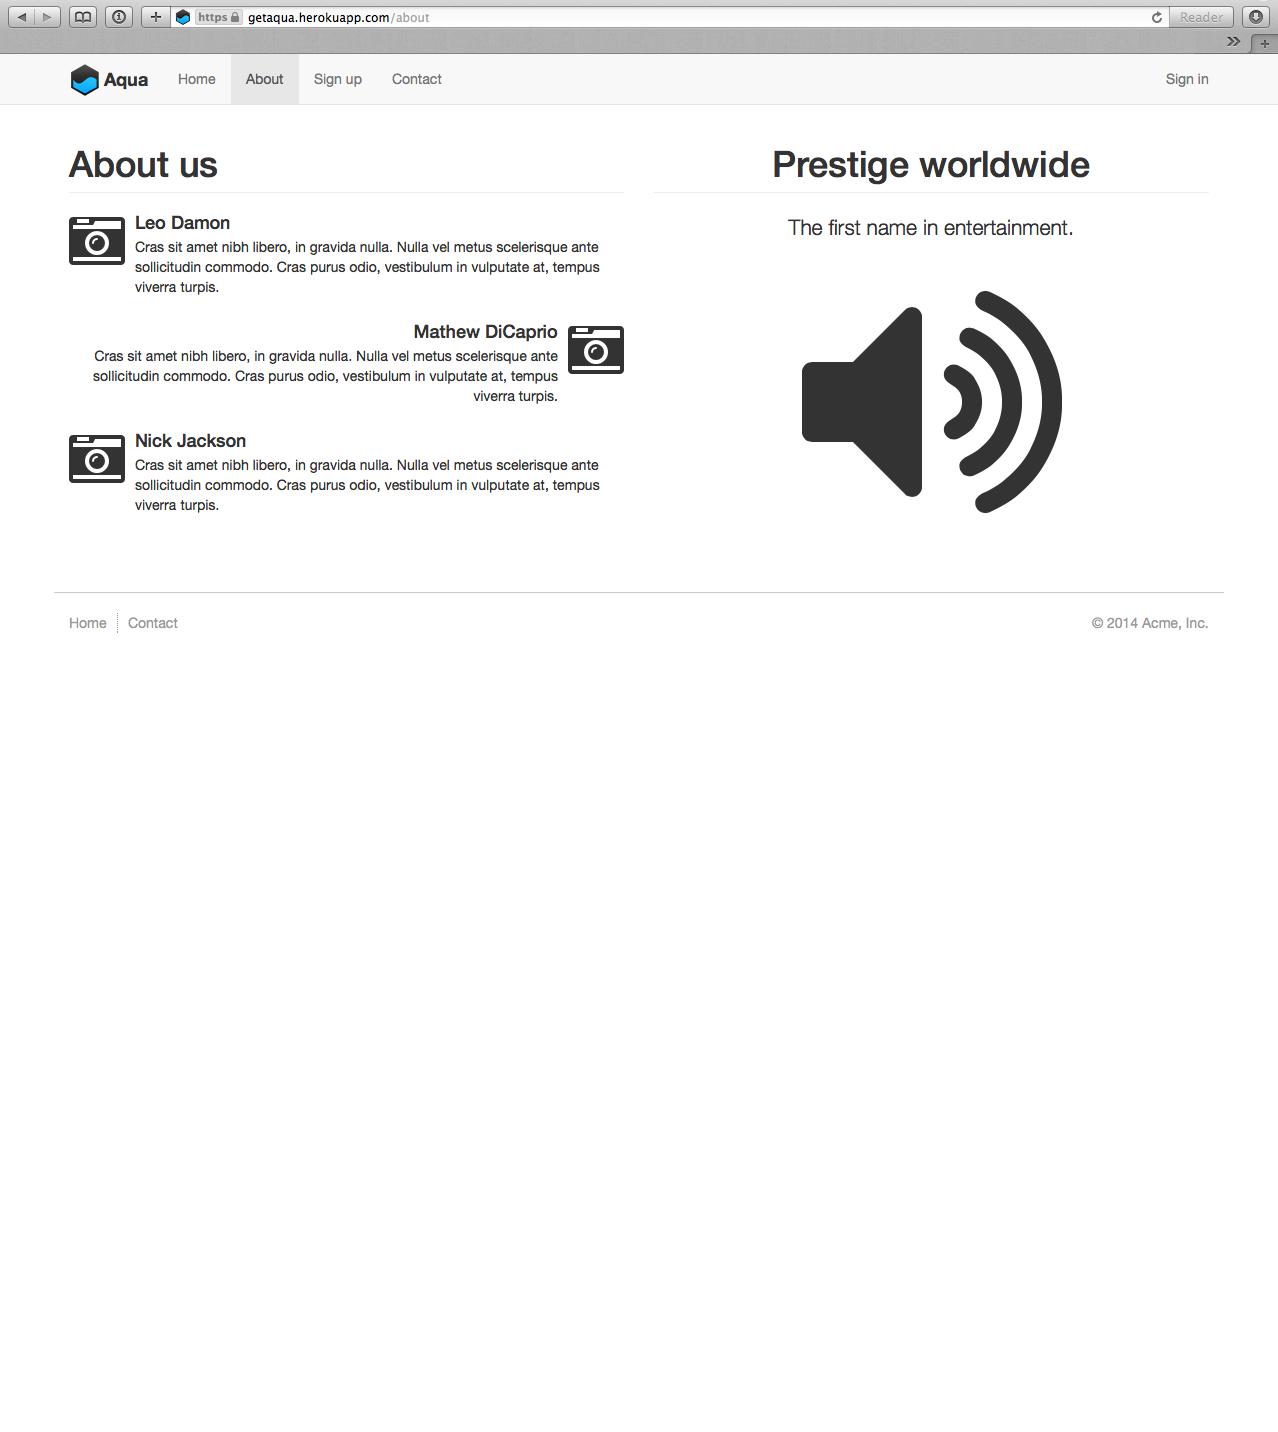 https getaqua.herokuapp.com/about Reader
Aqua Home About Sign up Contact Sign in
About us
Leo Damon
Cras sit amet nibh libero, in gravida nulla. Nulla vel metus scelerisque ante
sollicitudin commodo. Cras purus odio, vestibulum in vulputate at, tempus
viverra turpis.
Mathew DiCaprio
Cras sit amet nibh libero, in gravida nulla. Nulla vel metus scelerisque ante
sollicitudin commodo. Cras purus odio, vestibulum in vulputate at, tempus
viverra turpis.
Nick Jackson
Cras sit amet nibh libero, in gravida nulla. Nulla vel metus scelerisque ante
sollicitudin commodo. Cras purus odio, vestibulum in vulputate at, tempus
viverra turpis.
Prestige worldwide
The first name in entertainment.
Home Contact © 2014 Acme, Inc.